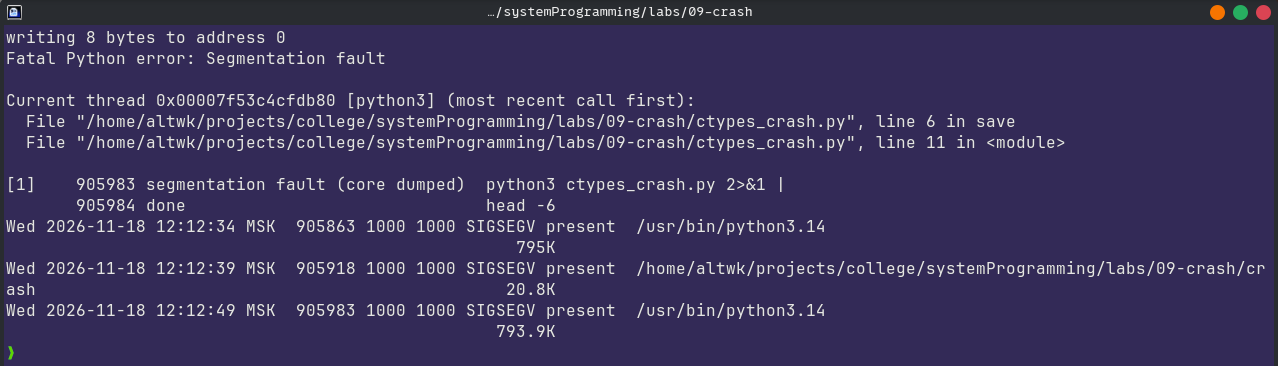 …/systemProgramming/labs/09-crash
writing 8 bytes to address 0
Fatal Python error: Segmentation fault
Current thread 0x00007f53c4cfdb80 [python3] (most recent call first):
  File "/home/altwk/projects/college/systemProgramming/labs/09-crash/ctypes_crash.py", line 6 in save
  File "/home/altwk/projects/college/systemProgramming/labs/09-crash/ctypes_crash.py", line 11 in <module>
[1]    905983 segmentation fault (core dumped)  python3 ctypes_crash.py 2>&1 |
       905984 done                              head -6
Wed 2026-11-18 12:12:34 MSK  905863 1000 1000 SIGSEGV present  /usr/bin/python3.14
                                                   795K
Wed 2026-11-18 12:12:39 MSK  905918 1000 1000 SIGSEGV present  /home/altwk/projects/college/systemProgramming/labs/09-crash/cr
ash                                               20.8K
Wed 2026-11-18 12:12:49 MSK  905983 1000 1000 SIGSEGV present  /usr/bin/python3.14
                                                 793.9K
❯